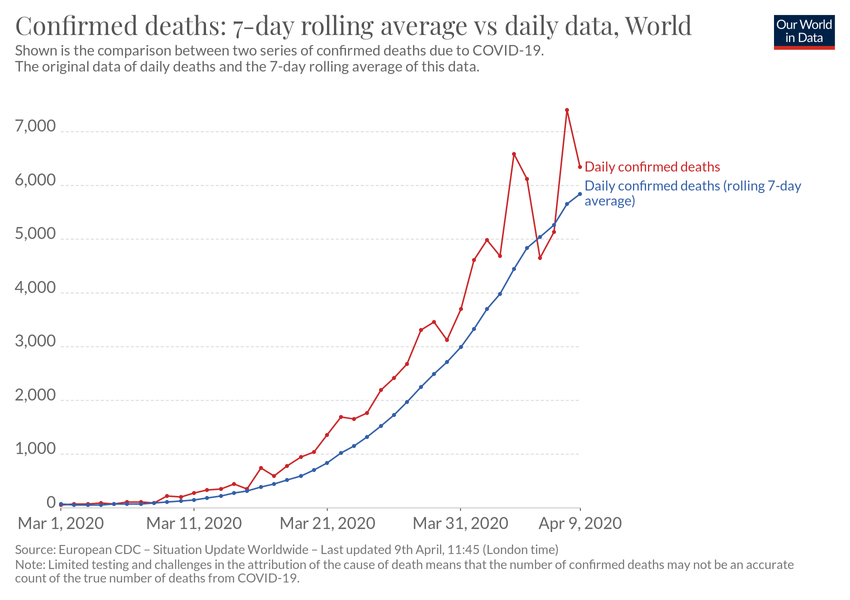 Confirmed deaths: 7-day rolling average vs daily data, World
Our World
in Data
Shown is the comparison between two series of confirmed deaths due to COVID-19.
The original data of daily deaths and the 7-day rolling average of this data.
7,000
6,000
5,000
4,000
3,000
2,000
1,000
0
Daily confirmed deaths
Daily confirmed deaths (rolling 7-day
average)
Mar 1, 2020
Mar 11, 2020
Mar 21, 2020
Mar 31, 2020
Apr 9, 2020
Source: European CDC – Situation Update Worldwide – Last updated 9th April, 11:45 (London time)
Note: Limited testing and challenges in the attribution of the cause of death means that the number of confirmed deaths may not be an accurate
count of the true number of deaths from COVID-19.